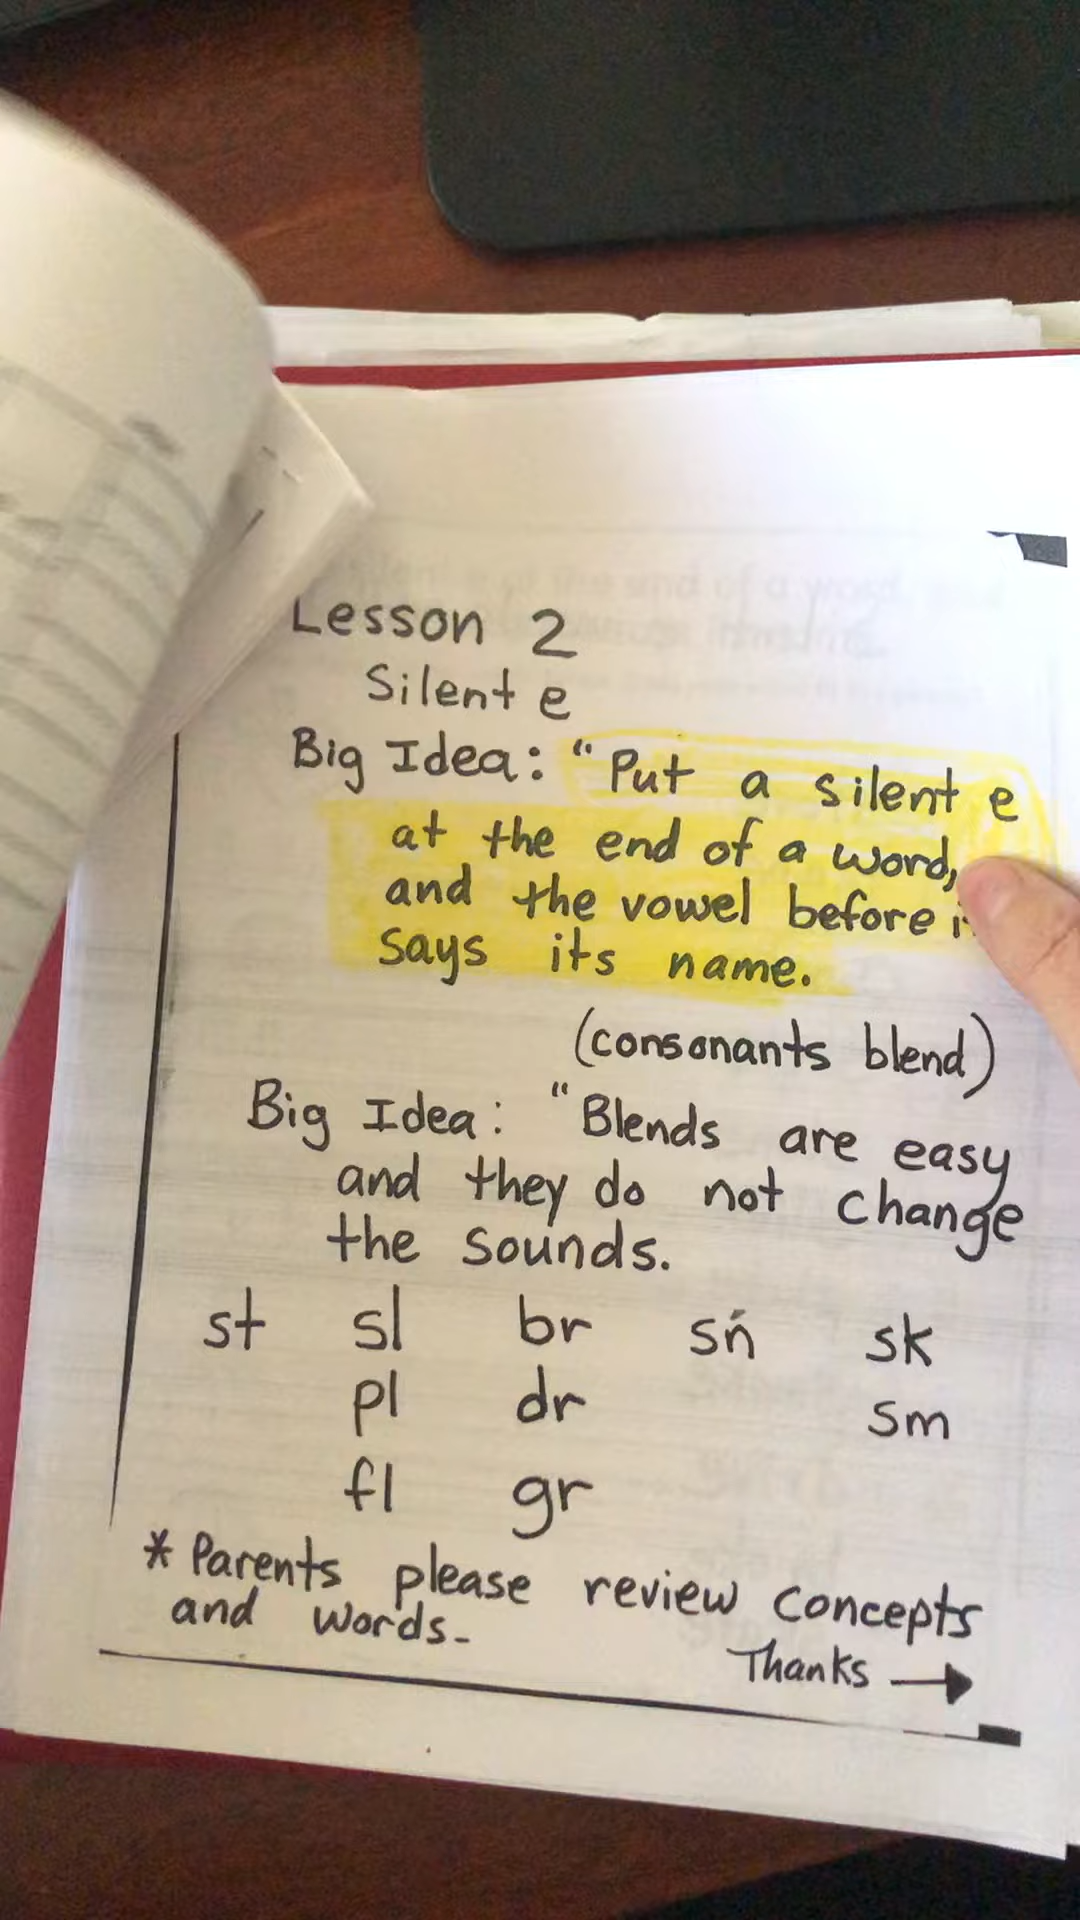 Lesson 2
Silent e
Big Idea: "Put a silent e
at the end of a word,
and the vowel before
says its name.
(consonants blend)
Big Idea: "Blends are easy
and they do not change
the sounds.
st sl br sn sk
pl dr sm
fl gr
* Parents please review concepts
and words.
Thanks →